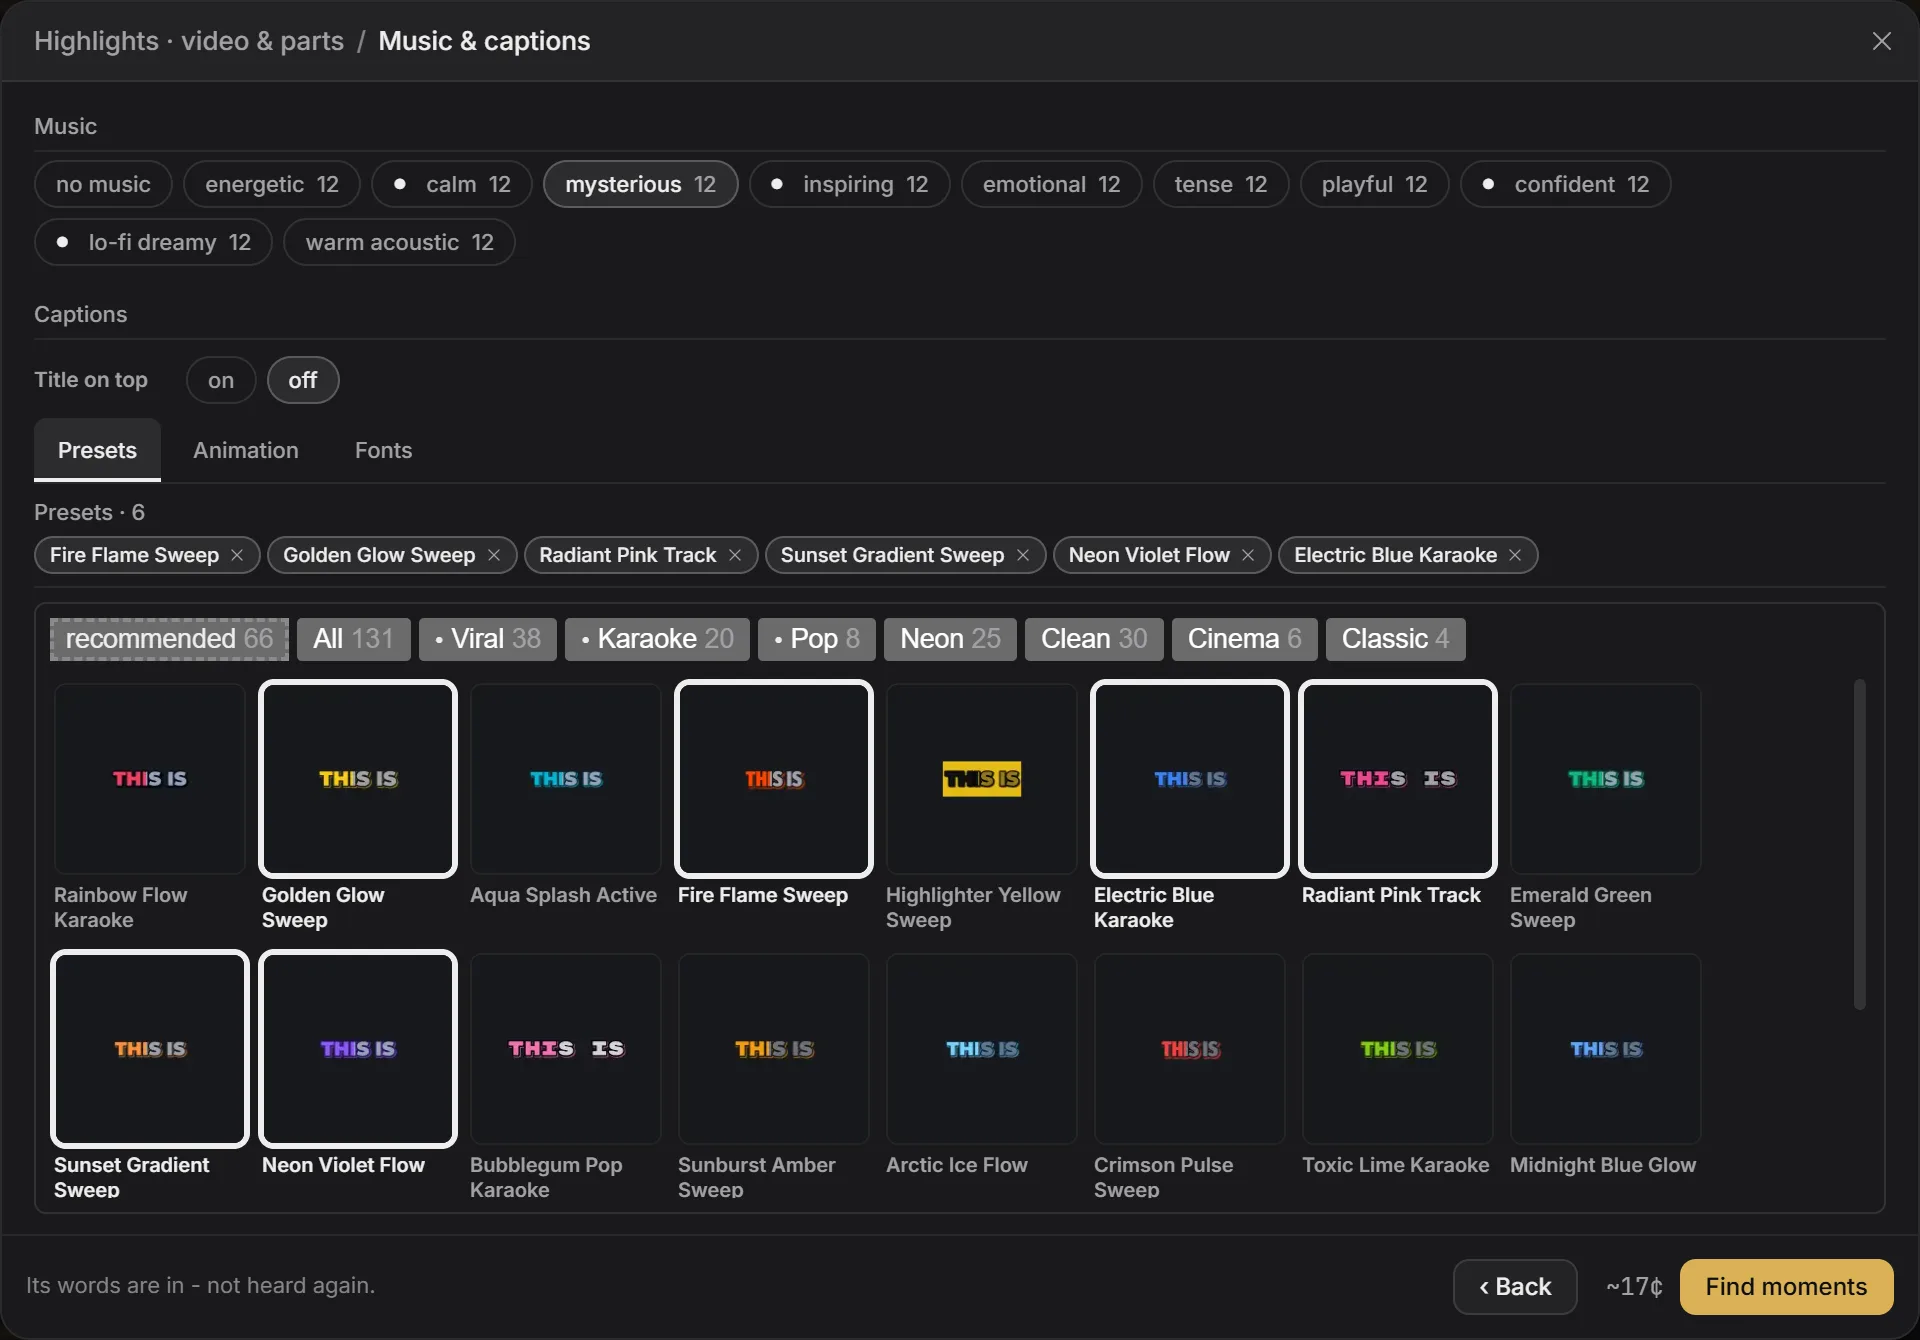 Highlights · video & parts / Music & captions
Music
no music
energetic 12
• calm 12
mysterious 12
• inspiring 12
emotional 12
tense 12
playful 12
• confident 12
• lo-fi dreamy 12
warm acoustic 12
Captions
Title on top
on
off
Presets
Animation
Fonts
Presets · 6
Fire Flame Sweep ×
Golden Glow Sweep ×
Radiant Pink Track ×
Sunset Gradient Sweep ×
Neon Violet Flow ×
Electric Blue Karaoke ×
recommended 66
All 131
• Viral 38
• Karaoke 20
• Pop 8
Neon 25
Clean 30
Cinema 6
Classic 4
THIS IS
Rainbow Flow
Karaoke
THIS IS
Golden Glow
Sweep
THIS IS
Aqua Splash Active
THIS IS
Fire Flame Sweep
THIS IS
Highlighter Yellow
Sweep
THIS IS
Electric Blue
Karaoke
THIS IS
Radiant Pink Track
THIS IS
Emerald Green
Sweep
THIS IS
Sunset Gradient
Sweep
THIS IS
Neon Violet Flow
THIS IS
Bubblegum Pop
Karaoke
THIS IS
Sunburst Amber
Sweep
THIS IS
Arctic Ice Flow
THIS IS
Crimson Pulse
Sweep
THIS IS
Toxic Lime Karaoke
THIS IS
Midnight Blue Glow
Its words are in - not heard again.
‹ Back
~17¢
Find moments